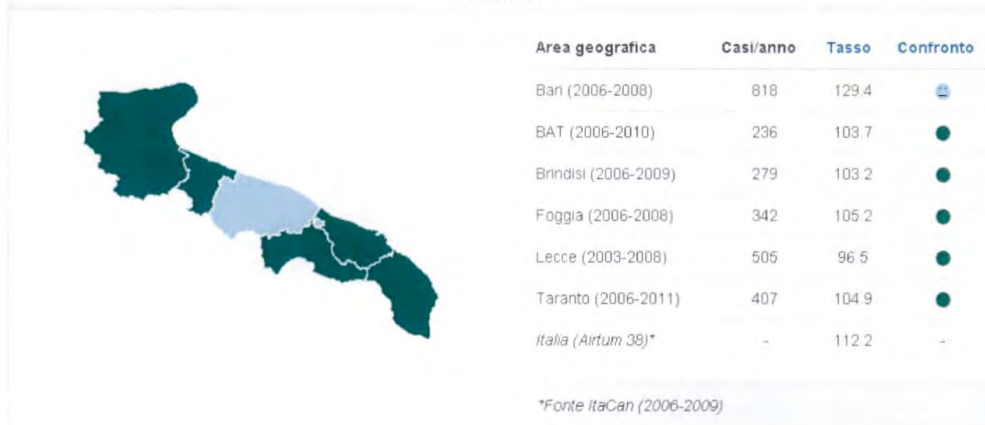 Area geografica Casi/anno Tasso Confronto
Bari (2006-2008) 818 129.4
BAT (2006-2010) 236 103.7
Brindisi (2006-2009) 279 103.2
Foggia (2006-2008) 342 105.2
Lecce (2003-2008) 505 96.5
Taranto (2006-2011) 407 104.9
Italia (Airtum 38)* - 112.2 -
*Fonte ItaCan (2006-2009)